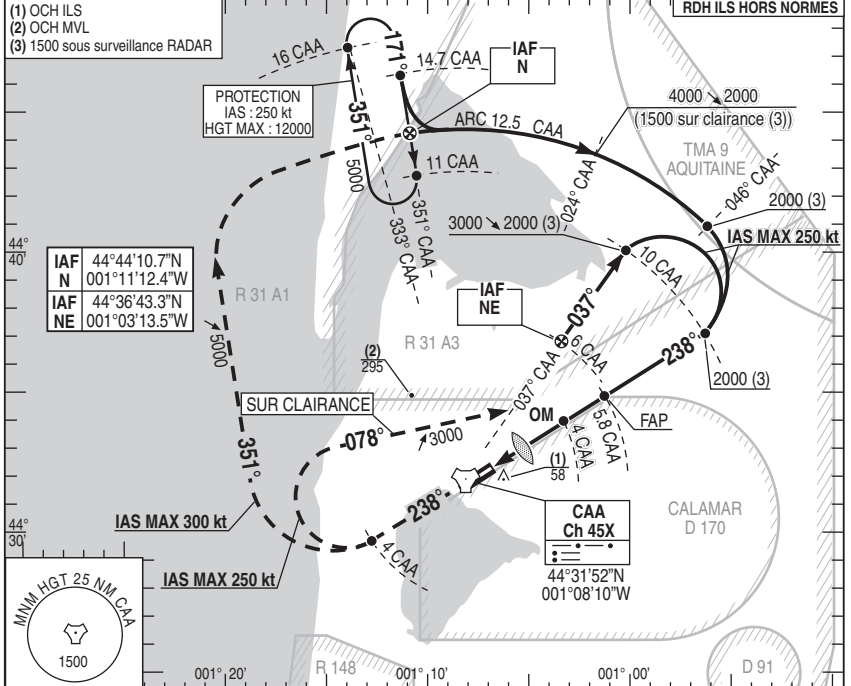 (1) OCH ILS
(2) OCH MVL
(3) 1500 sous surveillance RADAR
RDH ILS HORS NORMES
16 CAA
171°
14.7 CAA
IAF
N
PROTECTION
IAS : 250 kt
HGT MAX : 12000
351°
5000
ARC 12.5 CAA
4000 ↘ 2000
(1500 sur clairance (3))
TMA 9
AQUITAINE
11 CAA
351° CAA
333° CAA
024° CAA
046° CAA
2000 (3)
3000 ↘ 2000 (3)
IAS MAX 250 kt
10 CAA
44°
40'
IAF
N
44°44'10.7"N
001°11'12.4"W
IAF
NE
44°36'43.3"N
001°03'13.5"W
R 31 A1
IAF
NE
037°
↘ 5000
R 31 A3
6 CAA
238°
(2)
295
037° CAA
2000 (3)
SUR CLAIRANCE
OM
FAP
078°
↗ 3000
4 CAA
5.8 CAA
351°
(1)
58
238°
CAA
Ch 45X
44°31'52"N
001°08'10"W
CALAMAR
D 170
44°
30'
IAS MAX 300 kt
4 CAA
IAS MAX 250 kt
MNM HGT 25 NM CAA
1500
001° 20'
R 148
001° 10'
001° 00'
D 91